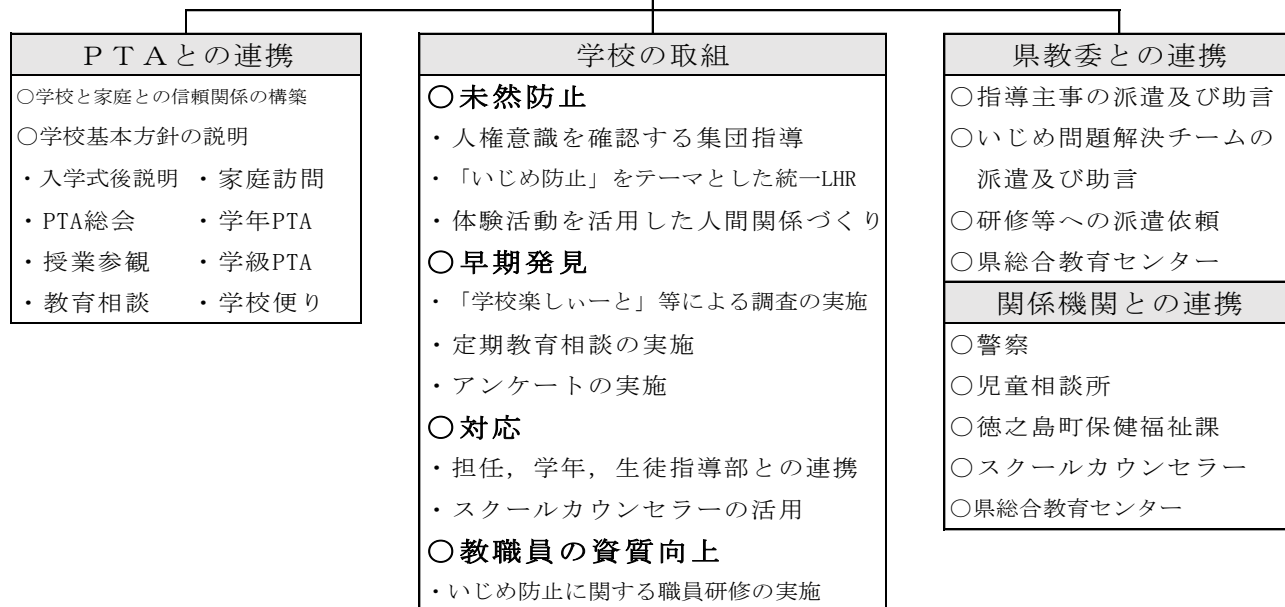 ＰＴＡとの連携
○学校と家庭との信頼関係の構築
○学校基本方針の説明
・入学式後説明 ・家庭訪問
・PTA総会 ・学年PTA
・授業参観 ・学級PTA
・教育相談 ・学校便り
学校の取組
○未然防止
・人権意識を確認する集団指導
・「いじめ防止」をテーマとした統一LHR
・体験活動を活用した人間関係づくり
○早期発見
・「学校楽しぃーと」等による調査の実施
・定期教育相談の実施
・アンケートの実施
○対応
・担任，学年，生徒指導部との連携
・スクールカウンセラーの活用
○教職員の資質向上
・いじめ防止に関する職員研修の実施
県教委との連携
○指導主事の派遣及び助言
○いじめ問題解決チームの
派遣及び助言
○研修等への派遣依頼
○県総合教育センター
関係機関との連携
○警察
○児童相談所
○徳之島町保健福祉課
○スクールカウンセラー
○県総合教育センター